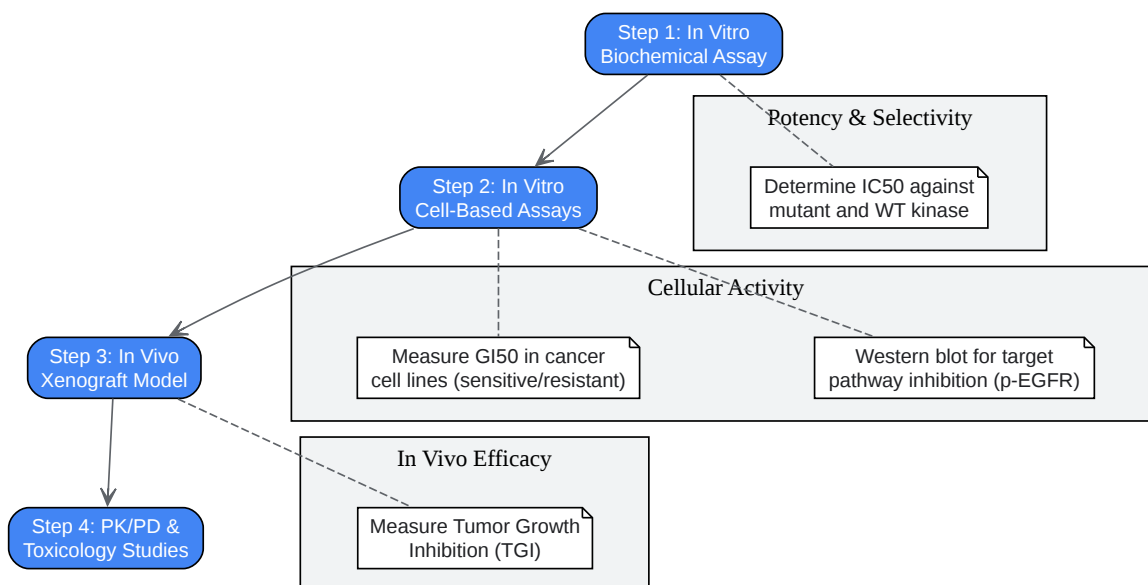 Step 1: In Vitro
Biochemical Assay
Potency & Selectivity
Determine IC50 against
mutant and WT kinase
Step 2: In Vitro
Cell-Based Assays
Cellular Activity
Measure GI50 in cancer
cell lines (sensitive/resistant)
Western blot for target
pathway inhibition (p-EGFR)
Step 3: In Vivo
Xenograft Model
In Vivo Efficacy
Measure Tumor Growth
Inhibition (TGI)
Step 4: PK/PD &
Toxicology Studies